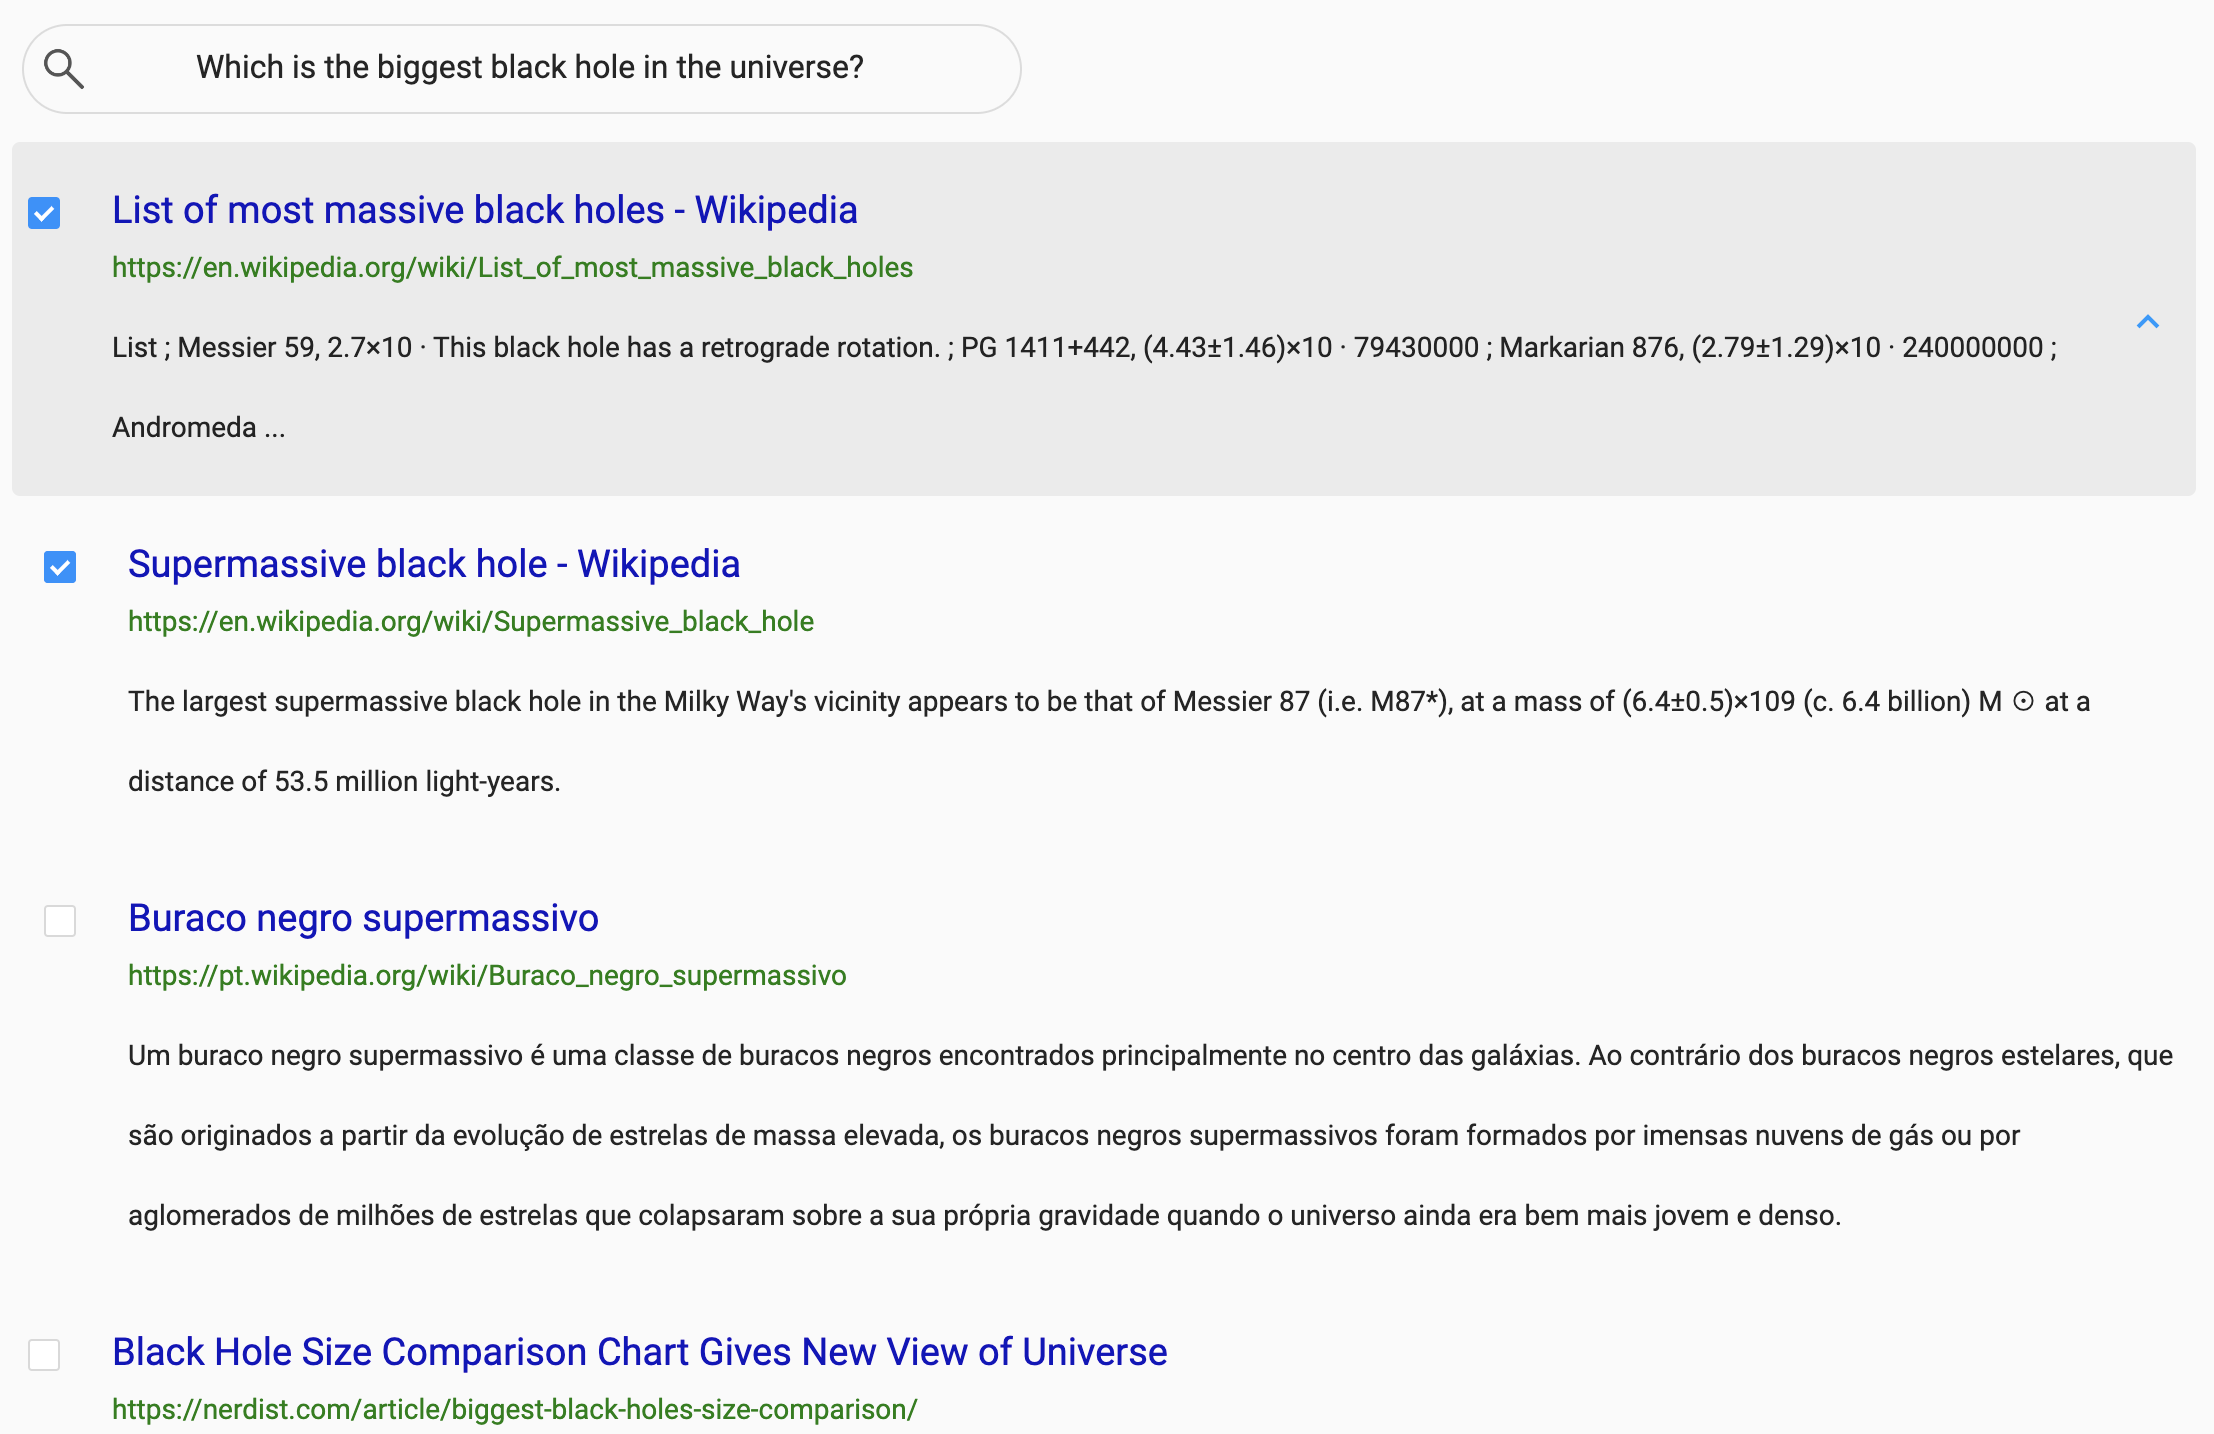 Which is the biggest black hole in the universe?
List of most massive black holes - Wikipedia
https://en.wikipedia.org/wiki/List_of_most_massive_black_holes
List ; Messier 59, 2.7×10 · This black hole has a retrograde rotation. ; PG 1411+442, (4.43±1.46)×10 · 79430000 ; Markarian 876, (2.79±1.29)×10 · 240000000 ;
Andromeda ...
Supermassive black hole - Wikipedia
https://en.wikipedia.org/wiki/Supermassive_black_hole
The largest supermassive black hole in the Milky Way's vicinity appears to be that of Messier 87 (i.e. M87*), at a mass of (6.4±0.5)×109 (c. 6.4 billion) M ☉ at a
distance of 53.5 million light-years.
Buraco negro supermassivo
https://pt.wikipedia.org/wiki/Buraco_negro_supermassivo
Um buraco negro supermassivo é uma classe de buracos negros encontrados principalmente no centro das galáxias. Ao contrário dos buracos negros estelares, que
são originados a partir da evolução de estrelas de massa elevada, os buracos negros supermassivos foram formados por imensas nuvens de gás ou por
aglomerados de milhões de estrelas que colapsaram sobre a sua própria gravidade quando o universo ainda era bem mais jovem e denso.
Black Hole Size Comparison Chart Gives New View of Universe
https://nerdist.com/article/biggest-black-holes-size-comparison/